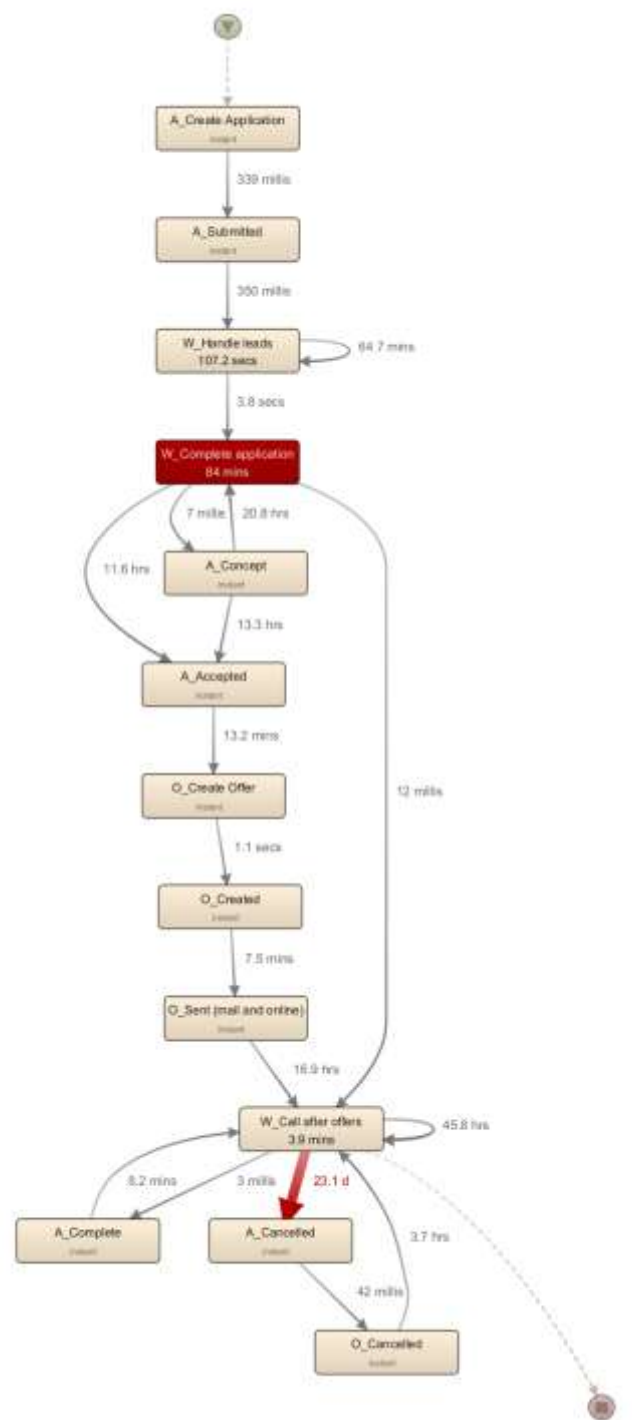 A_Create Application
instant
339 millis
A_Submitted
instant
350 millis
W_Handle leads
107.2 secs
64.7 mins
3.8 secs
W_Complete application
84 mins
7 millis
20.8 hrs
11.6 hrs
A_Concept
instant
13.3 hrs
A_Accepted
instant
13.2 mins
O_Create Offer
instant
12 millis
1.1 secs
O_Created
instant
7.5 mins
O_Sent (mail and online)
instant
16.9 hrs
W_Call after offers
3.9 mins
45.8 hrs
8.2 mins
3 millis
23.1 d
A_Complete
instant
A_Cancelled
instant
3.7 hrs
42 millis
O_Cancelled
instant